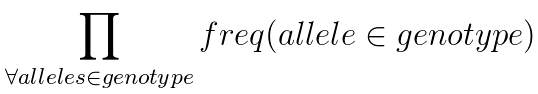 ∏ freq(allele ∈ genotype)
∀alleles∈genotype